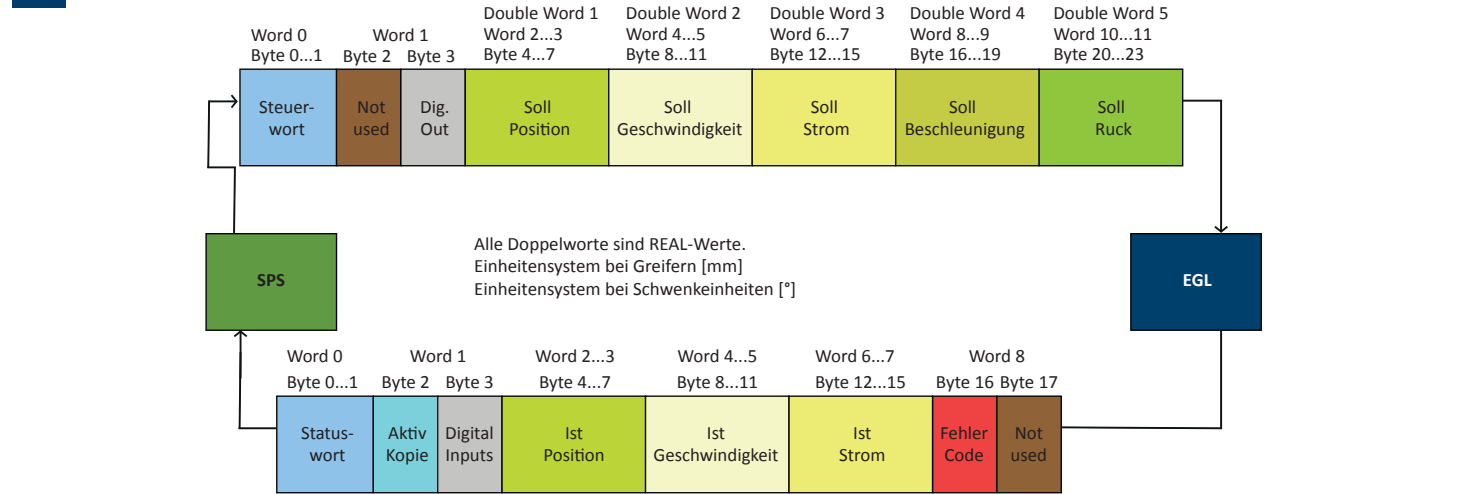 Double Word 1 Double Word 2 Double Word 3 Double Word 4 Double Word 5
Word 0 Word 1 Word 2...3 Word 4...5 Word 6...7 Word 8...9 Word 10...11
Byte 0...1 Byte 2 Byte 3 Byte 4...7 Byte 8...11 Byte 12...15 Byte 16...19 Byte 20...23
Steuer- Not Dig. Soll Soll Soll Soll Soll
wort used Out Position Geschwindigkeit Strom Beschleunigung Ruck
Alle Doppelworte sind REAL-Werte.
Einheitensystem bei Greifern [mm]
Einheitensystem bei Schwenkeinheiten [°]
SPS
EGL
Word 0 Word 1 Word 2...3 Word 4...5 Word 6...7 Word 8
Byte 0...1 Byte 2 Byte 3 Byte 4...7 Byte 8...11 Byte 12...15 Byte 16 Byte 17
Status- Aktiv Digital Ist Ist Ist Fehler Not
wort Kopie Inputs Position Geschwindigkeit Strom Code used